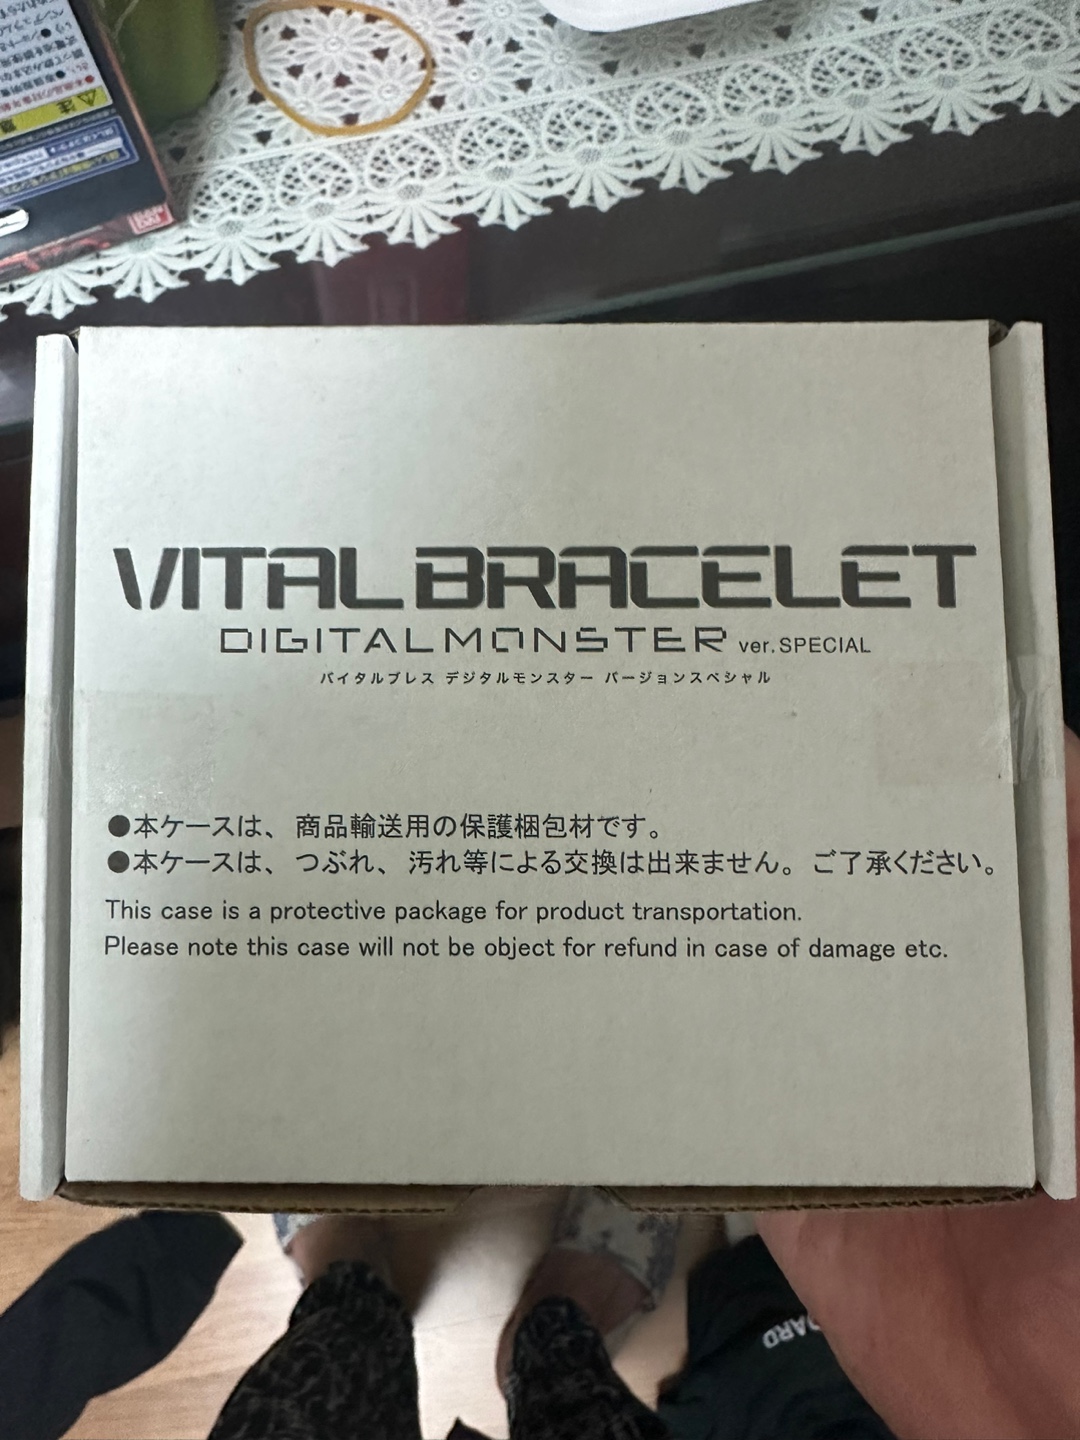 VITAL BRACELET
DIGITALMONSTER ver.SPECIAL
バイタルブレス デジタルモンスター バージョンスペシャル
●本ケースは、商品輸送用の保護梱包材です。
●本ケースは、つぶれ、汚れ等による交換は出来ません。ご了承ください。
This case is a protective package for product transportation.
Please note this case will not be object for refund in case of damage etc.